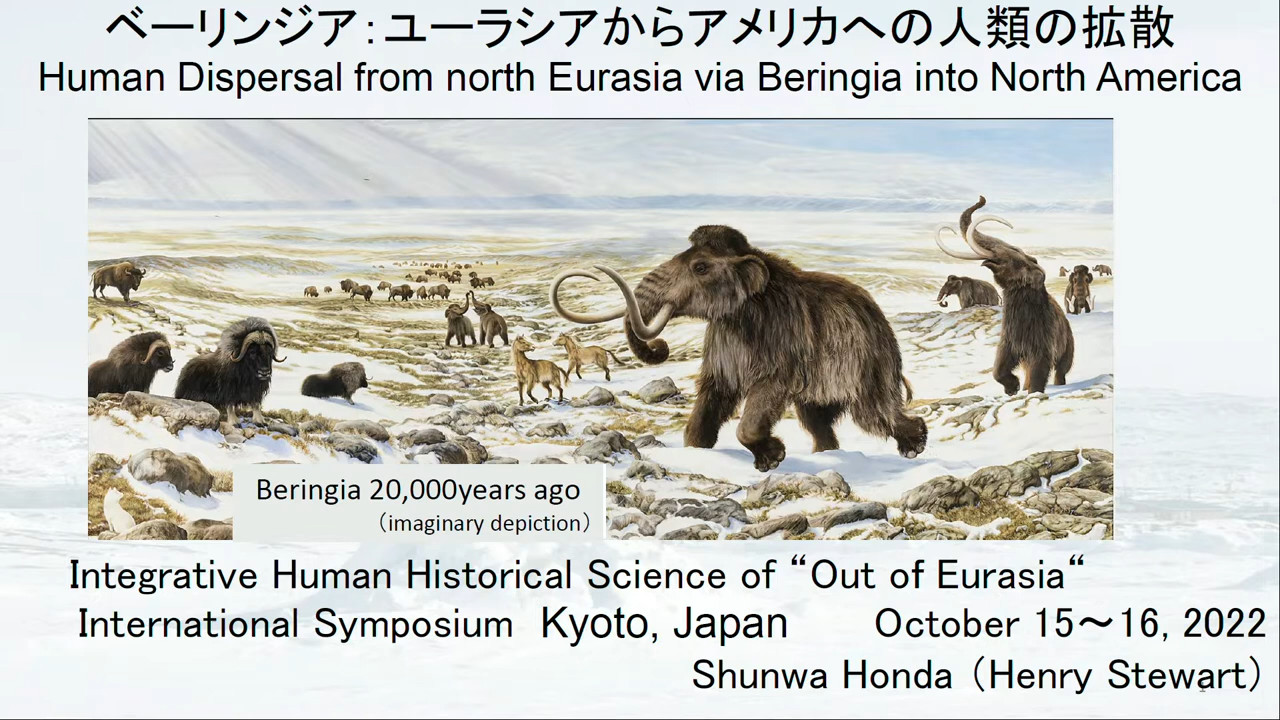 ベーリンジア：ユーラシアからアメリカへの人類の拡散
Human Dispersal from north Eurasia via Beringia into North America
Beringia 20,000years ago
（imaginary depiction）
Integrative Human Historical Science of “Out of Eurasia“
International Symposium Kyoto, Japan October 15～16, 2022
Shunwa Honda（Henry Stewart）